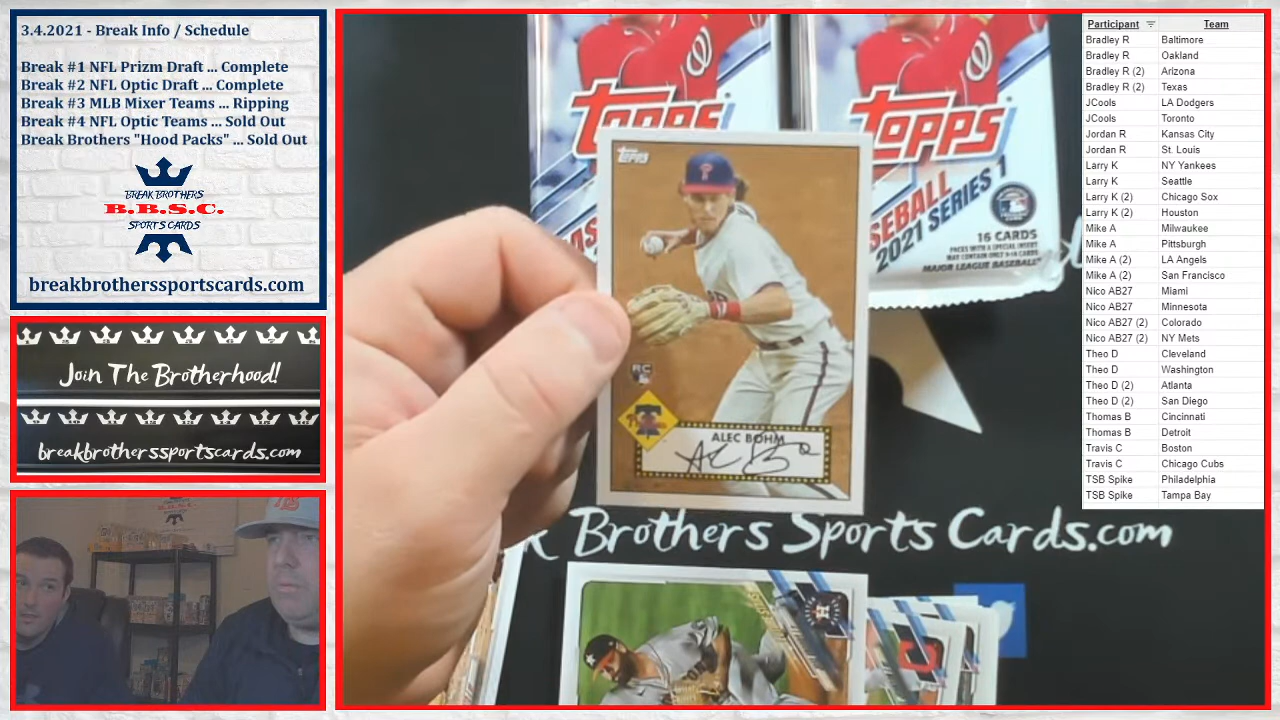 3.4.2021 - Break Info / Schedule
Break #1 NFL Prizm Draft ... Complete
Break #2 NFL Optic Draft ... Complete
Break #3 MLB Mixer Teams ... Ripping
Break #4 NFL Optic Teams ... Sold Out
Break Brothers "Hood Packs" ... Sold Out
BREAK BROTHERS
B.B.S.C.
SPORTS CARDS
breakbrotherssportscards.com
Join The Brotherhood!
breakbrotherssportscards.com
Topps
Topps
BASEBALL 2021 SERIES 1
16 CARDS
MAJOR LEAGUE BASEBALL
Topps
RC
ALEC BOHM
Brothers Sports Cards.com
Participant Team
Bradley R Baltimore
Bradley R Oakland
Bradley R (2) Arizona
Bradley R (2) Texas
JCools LA Dodgers
JCools Toronto
Jordan R Kansas City
Jordan R St. Louis
Larry K NY Yankees
Larry K Seattle
Larry K (2) Chicago Sox
Larry K (2) Houston
Mike A Milwaukee
Mike A Pittsburgh
Mike A (2) LA Angels
Mike A (2) San Francisco
Nico AB27 Miami
Nico AB27 Minnesota
Nico AB27 (2) Colorado
Nico AB27 (2) NY Mets
Theo D Cleveland
Theo D Washington
Theo D (2) Atlanta
Theo D (2) San Diego
Thomas B Cincinnati
Thomas B Detroit
Travis C Boston
Travis C Chicago Cubs
TSB Spike Philadelphia
TSB Spike Tampa Bay